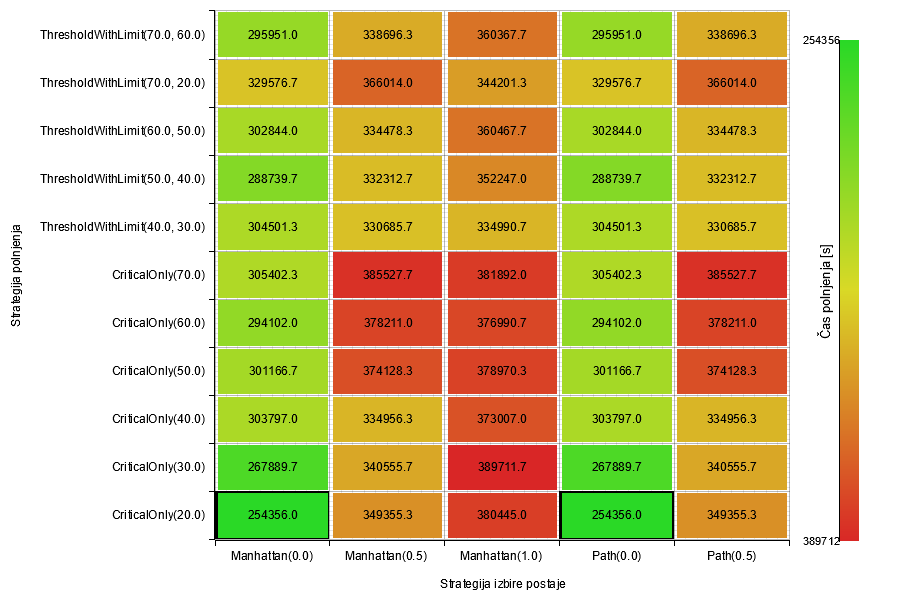 ThresholdWithLimit(70.0, 60.0) 295951.0 338696.3 360367.7 295951.0 338696.3
254356
ThresholdWithLimit(70.0, 20.0) 329576.7 366014.0 344201.3 329576.7 366014.0
ThresholdWithLimit(60.0, 50.0) 302844.0 334478.3 360467.7 302844.0 334478.3
ThresholdWithLimit(50.0, 40.0) 288739.7 332312.7 352247.0 288739.7 332312.7
ThresholdWithLimit(40.0, 30.0) 304501.3 330685.7 334990.7 304501.3 330685.7
CriticalOnly(70.0) 305402.3 385527.7 381892.0 305402.3 385527.7
CriticalOnly(60.0) 294102.0 378211.0 376990.7 294102.0 378211.0
CriticalOnly(50.0) 301166.7 374128.3 378970.3 301166.7 374128.3
CriticalOnly(40.0) 303797.0 334956.3 373007.0 303797.0 334956.3
CriticalOnly(30.0) 267889.7 340555.7 389711.7 267889.7 340555.7
CriticalOnly(20.0) 254356.0 349355.3 380445.0 254356.0 349355.3
389712
Manhattan(0.0) Manhattan(0.5) Manhattan(1.0) Path(0.0) Path(0.5)
Strategija izbire postaje
Strategija polnjenja
Čas polnjenja [s]